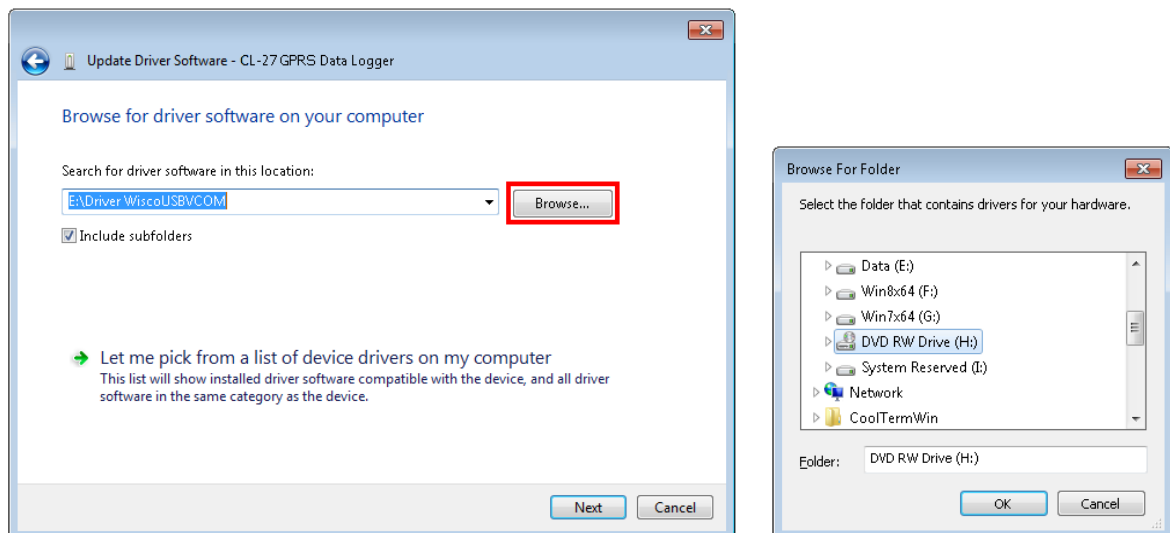 Update Driver Software - CL-27 GPRS Data Logger
Browse for driver software on your computer
Search for driver software in this location:
E:\Driver WiscoUSBVCOM
Browse...
Include subfolders
Let me pick from a list of device drivers on my computer
This list will show installed driver software compatible with the device, and all driver
software in the same category as the device.
Next
Cancel
Browse For Folder
Select the folder that contains drivers for your hardware.
Data (E:)
Win8x64 (F:)
Win7x64 (G:)
DVD RW Drive (H:)
System Reserved (I:)
Network
CoolTermWin
Folder:
DVD RW Drive (H:)
OK
Cancel